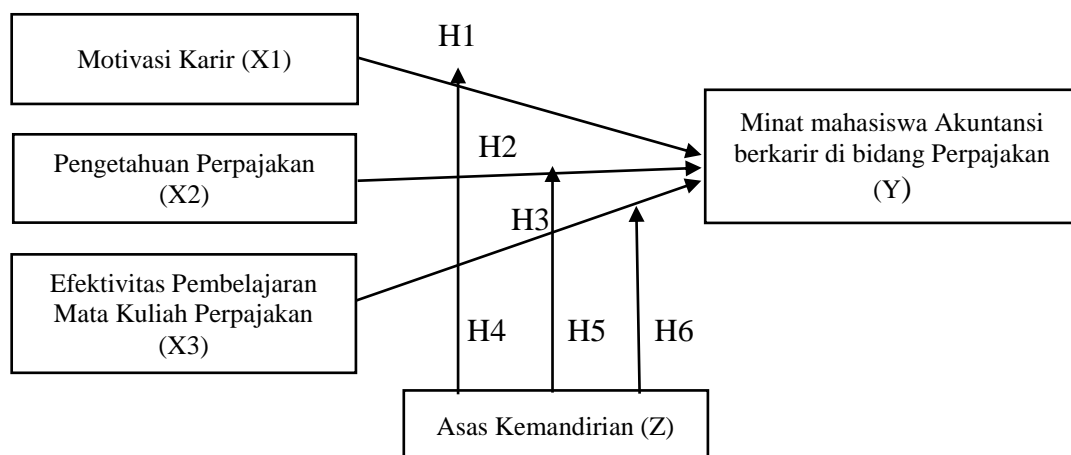 H1
Motivasi Karir (X1)
Minat mahasiswa Akuntansi
berkarir di bidang Perpajakan
(Y)
H2
Pengetahuan Perpajakan
(X2)
H3
Efektivitas Pembelajaran
Mata Kuliah Perpajakan
(X3)
H4
H5
H6
Asas Kemandirian (Z)